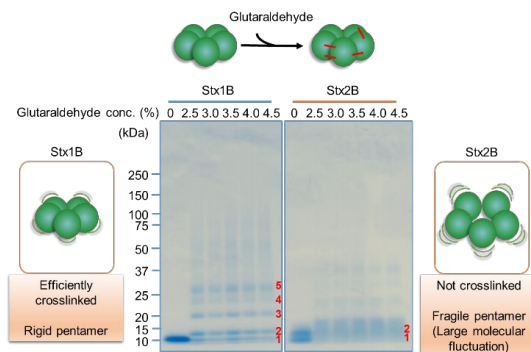 Glutaraldehyde
Stx1B Stx2B
Glutaraldehyde conc. (%) 0 2.5 3.0 3.5 4.0 4.5 0 2.5 3.0 3.5 4.0 4.5
(kDa)
250
150
100
75
50
37
25
20
15
10
5
4
3
2
1
2
1
Stx1B
Efficiently
crosslinked
Rigid pentamer
Stx2B
Not crosslinked
Fragile pentamer
(Large molecular
fluctuation)